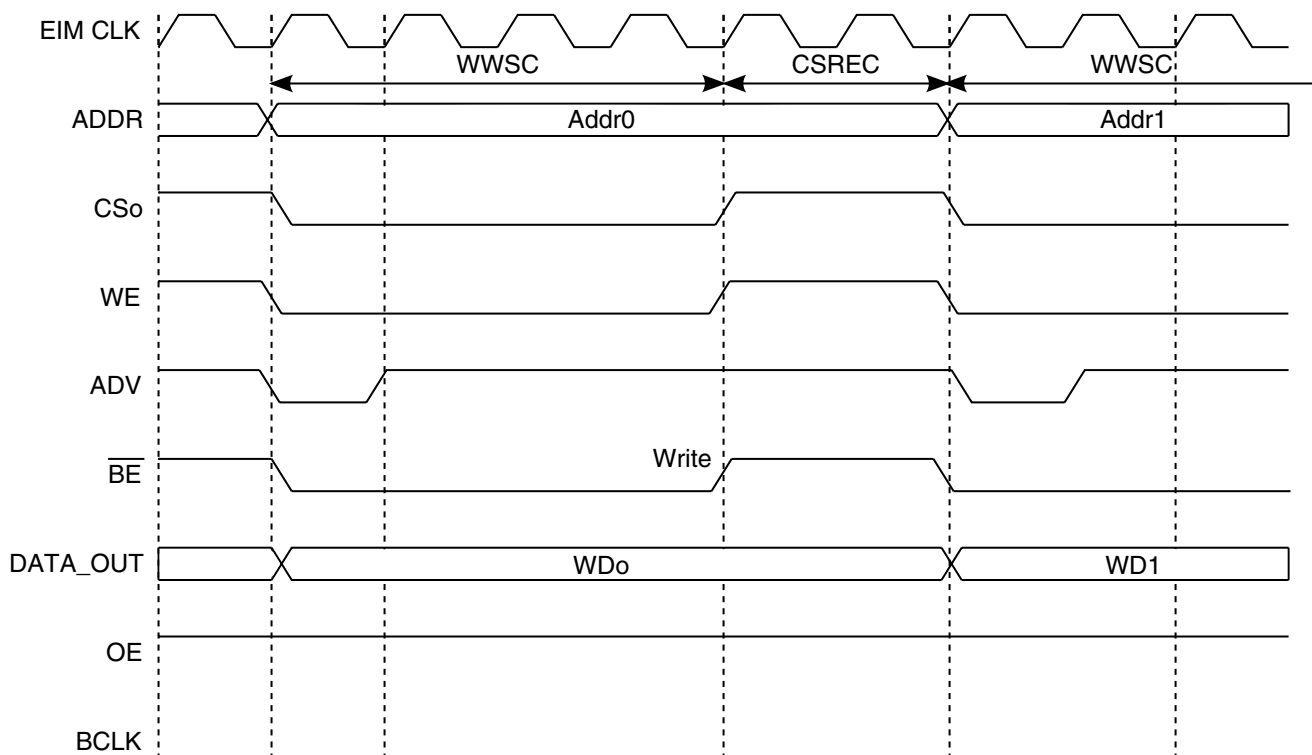 EIM CLK
WWSC CSREC WWSC
ADDR Addr0 Addr1
CSo
WE
ADV
BE Write
DATA_OUT WDo WD1
OE
BCLK